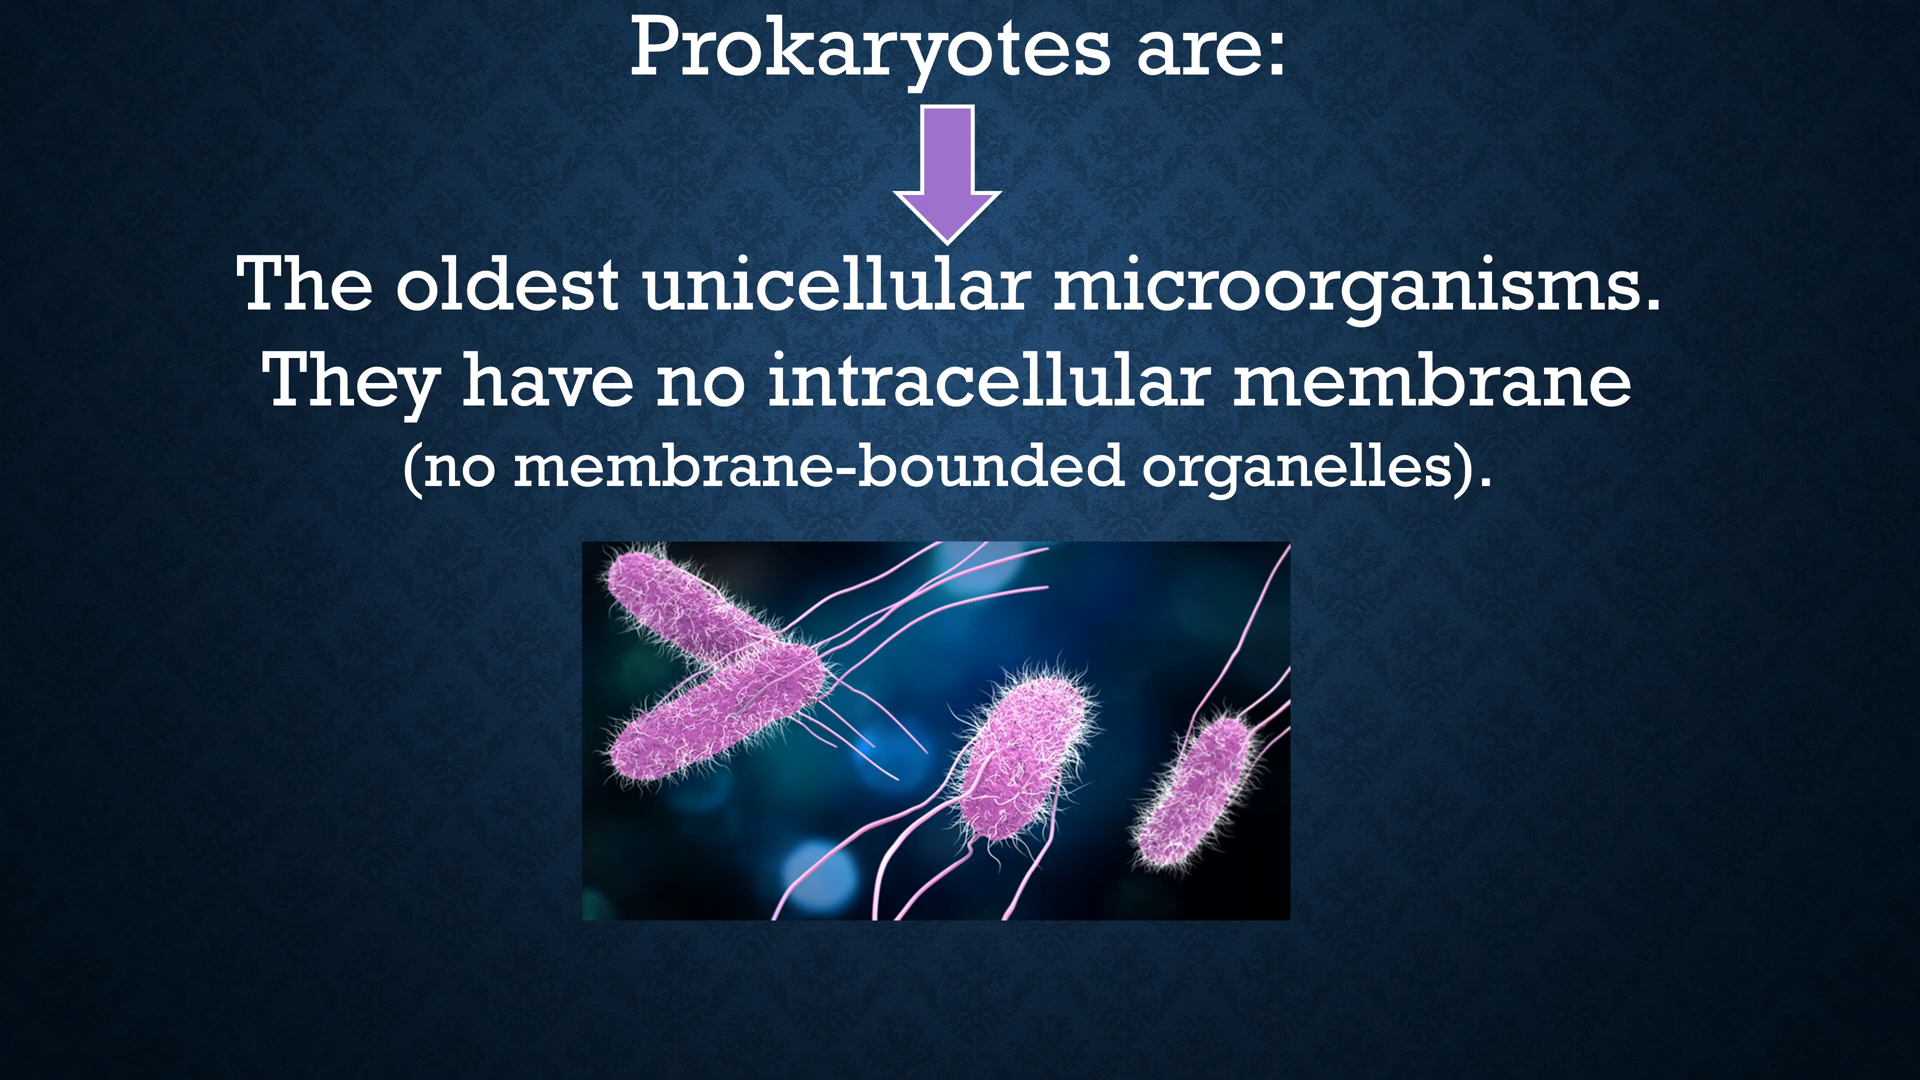 Prokaryotes are:
The oldest unicellular microorganisms.
They have no intracellular membrane
(no membrane-bounded organelles).